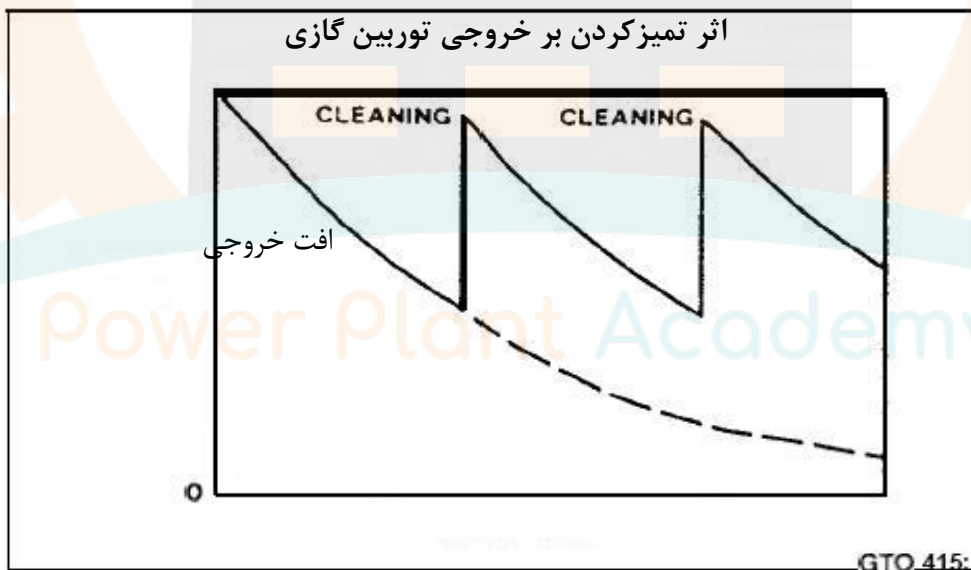 اثر تمیزکردن بر خروجی توربین گازی
CLEANING CLEANING
افت خروجی
Power Plant Academy
0
GTO 415: